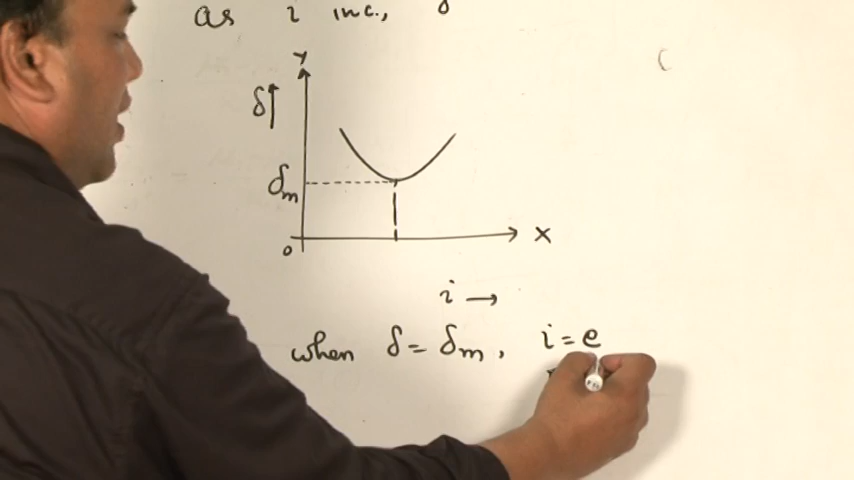 as i inc., δ
Y
δ↑
δm
0
X
i →
when δ = δm, i = e